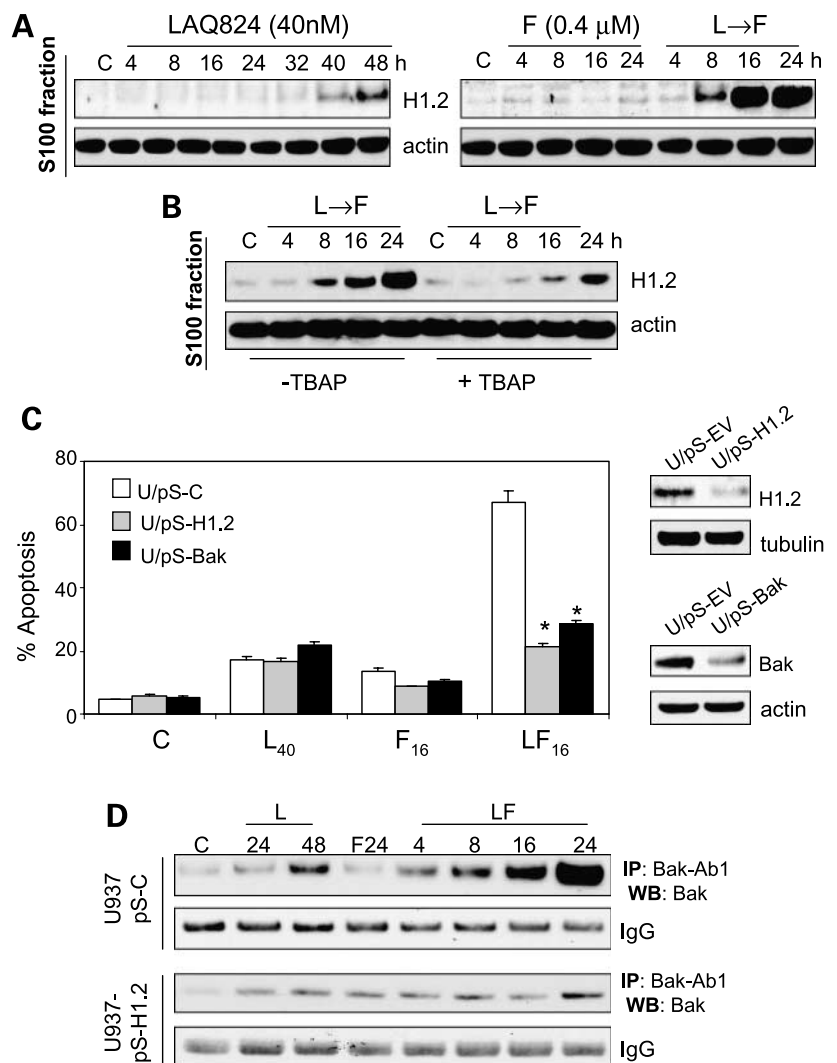 A
LAQ824 (40nM)
F (0.4 µM)
L→F
C 4 8 16 24 32 40 48 h
C 4 8 16 24 4 8 16 24 h
S100 fraction
H1.2
actin
B
L→F
L→F
C 4 8 16 24 C 4 8 16 24 h
S100 fraction
H1.2
actin
-TBAP
+ TBAP
C
80
60
40
20
0
% Apoptosis
U/pS-C
U/pS-H1.2
U/pS-Bak
* *
C L₄₀ F₁₆ LF₁₆
U/pS-EV
U/pS-H1.2
H1.2
tubulin
U/pS-EV
U/pS-Bak
Bak
actin
D
L
LF
C 24 48 F24 4 8 16 24
U937
pS-C
IP: Bak-Ab1
WB: Bak
IgG
U937-
pS-H1.2
IP: Bak-Ab1
WB: Bak
IgG